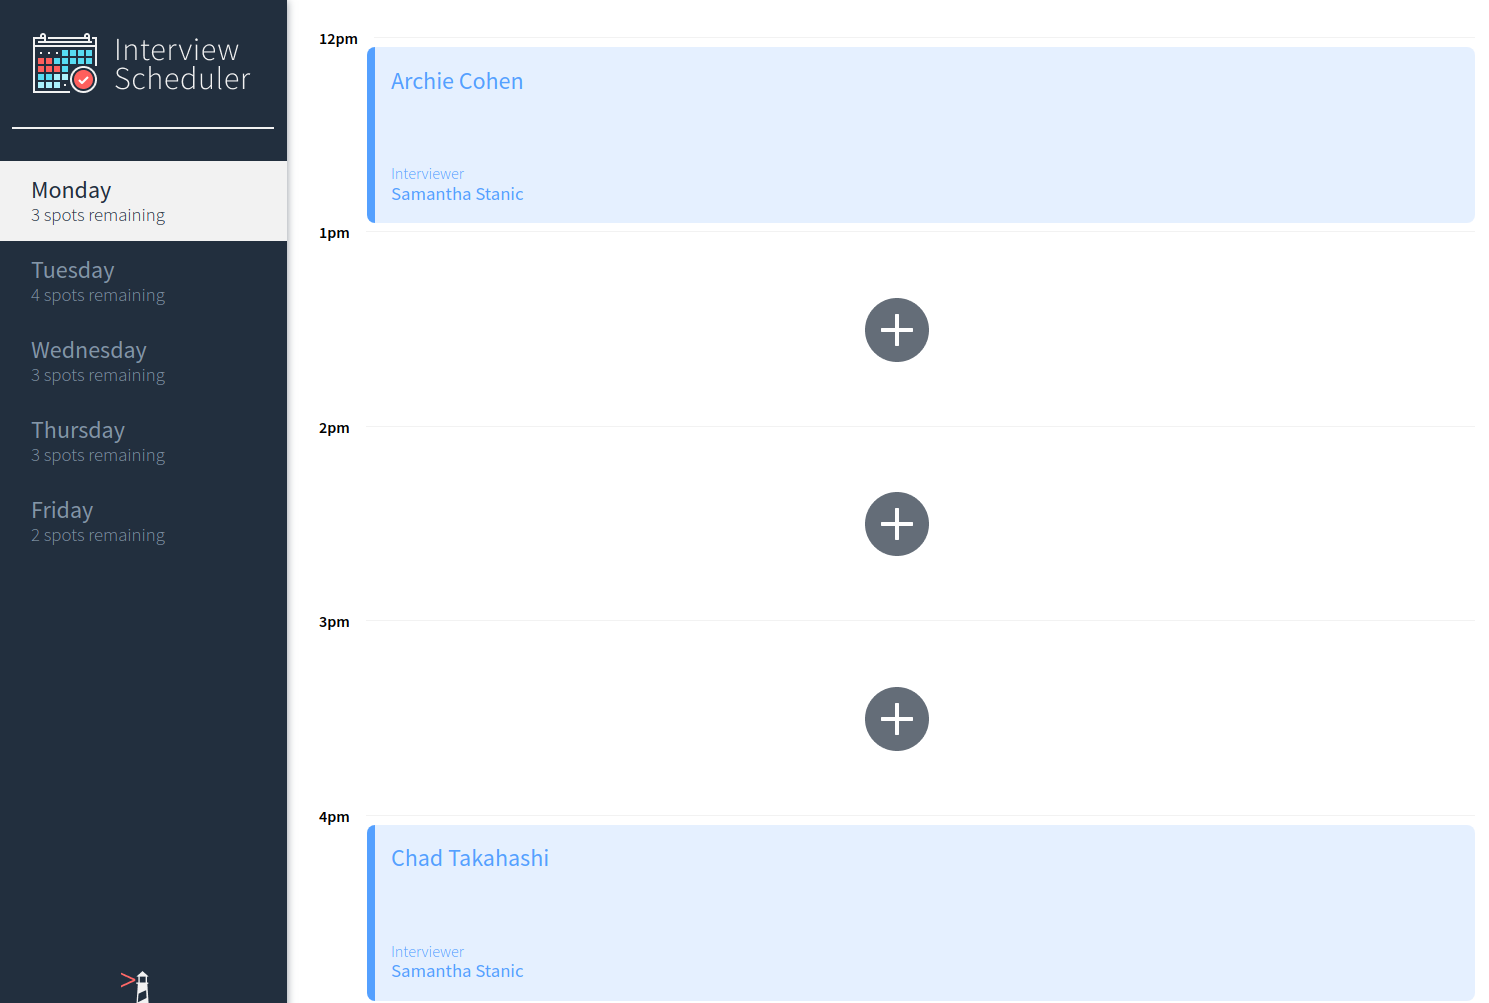 Interview
Scheduler
Monday
3 spots remaining
Tuesday
4 spots remaining
Wednesday
3 spots remaining
Thursday
3 spots remaining
Friday
2 spots remaining
12pm
Archie Cohen
Interviewer
Samantha Stanic
1pm
2pm
3pm
4pm
Chad Takahashi
Interviewer
Samantha Stanic